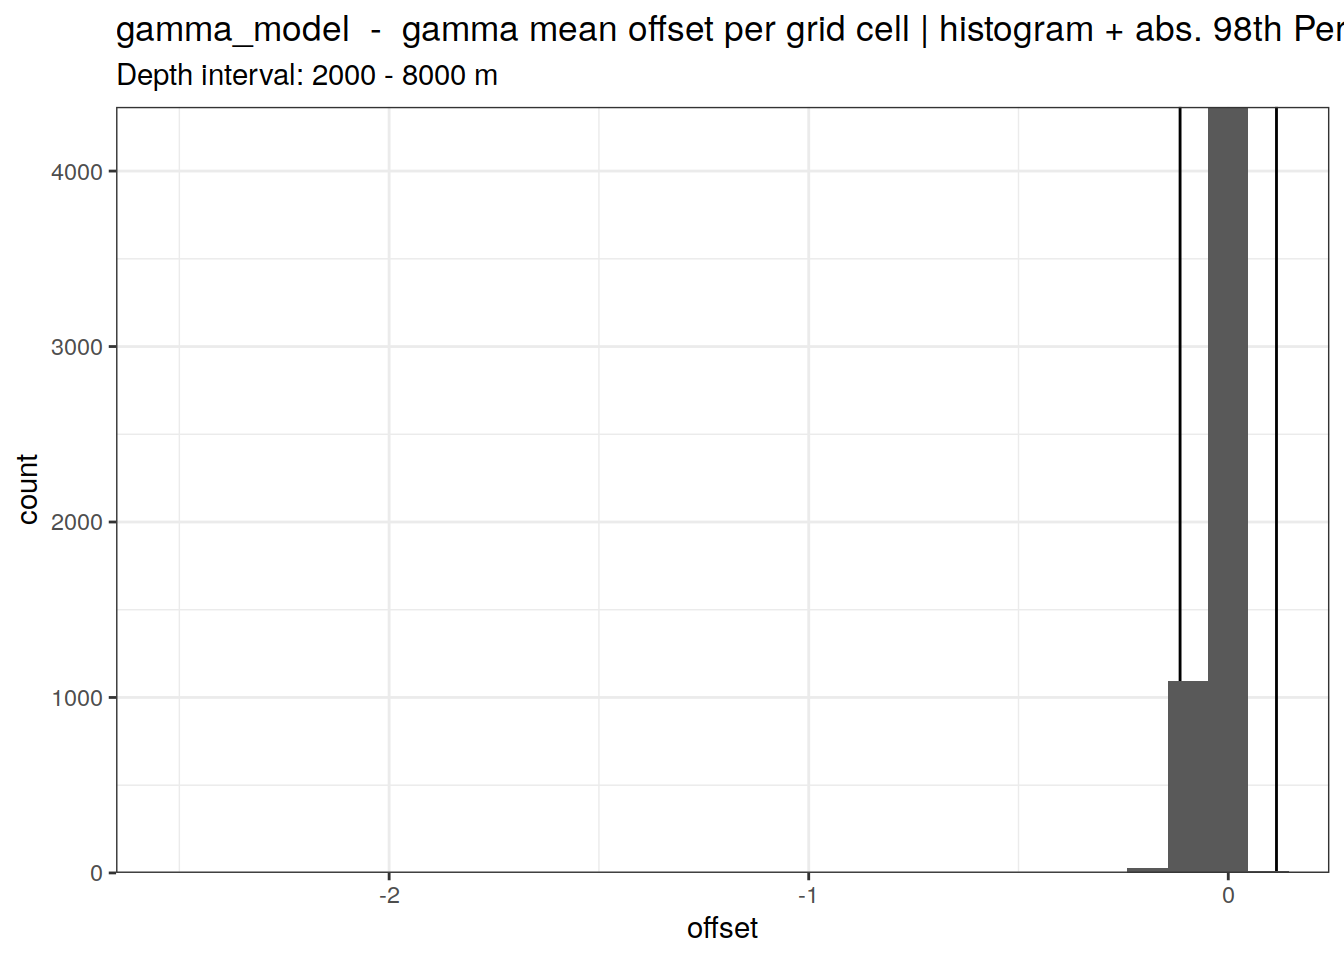 gamma_model - gamma mean offset per grid cell | histogram + abs. 98th Per
Depth interval: 2000 - 8000 m
4000
3000
2000
1000
0
count
-2
-1
0
offset